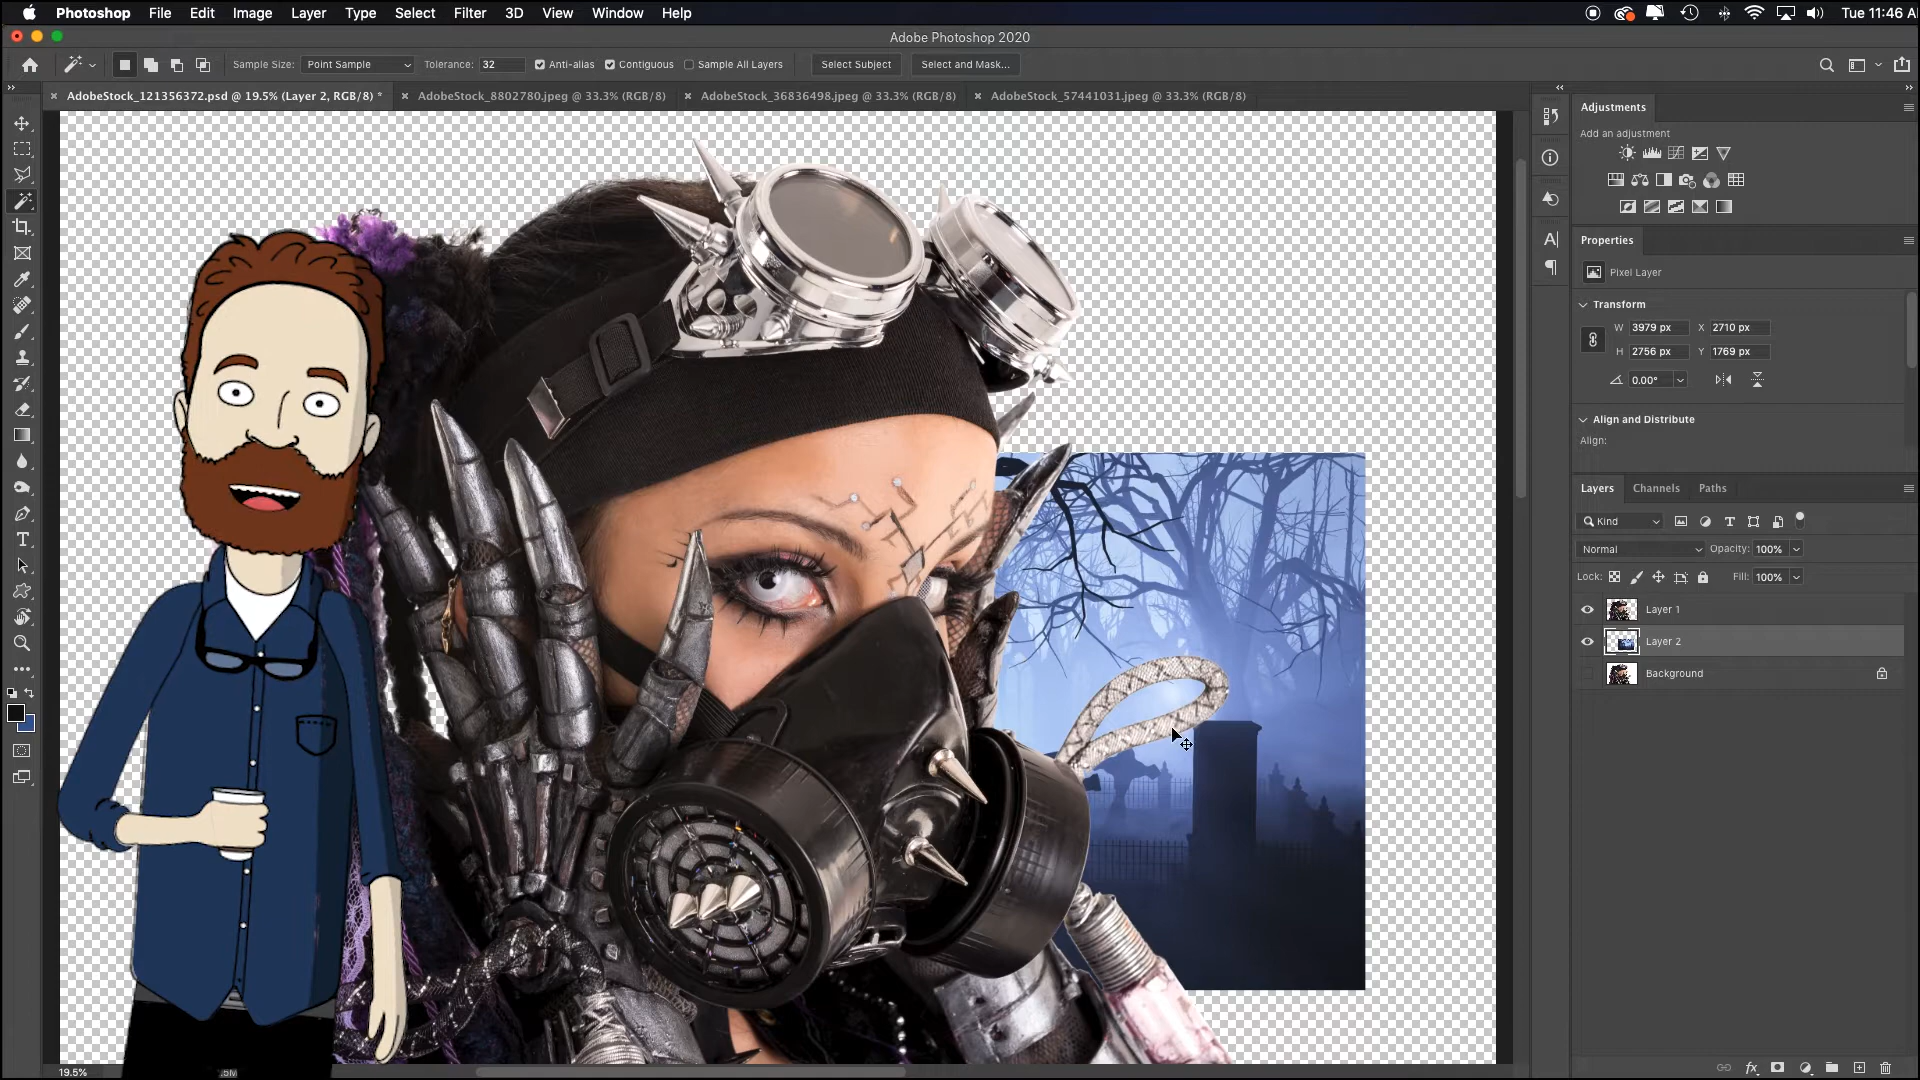 Photoshop File Edit Image Layer Type Select Filter 3D View Window Help
Tue 11:46
Adobe Photoshop 2020
Sample Size: Point Sample Tolerance: 32 Anti-alias Contiguous Sample All Layers Select Subject Select and Mask...
AdobeStock_121356372.psd @ 19.5% (Layer 2, RGB/8) *
AdobeStock_8802780.jpeg @ 33.3% (RGB/8)
AdobeStock_36836498.jpeg @ 33.3% (RGB/8)
AdobeStock_57441031.jpeg @ 33.3% (RGB/8)
Adjustments
Add an adjustment
Properties
Pixel Layer
Transform
W 3979 px X 2710 px
H 2756 px Y 1769 px
0.00°
Align and Distribute
Align:
Layers Channels Paths
Kind
Normal Opacity: 100%
Lock: Fill: 100%
Layer 1
Layer 2
Background
19.5%